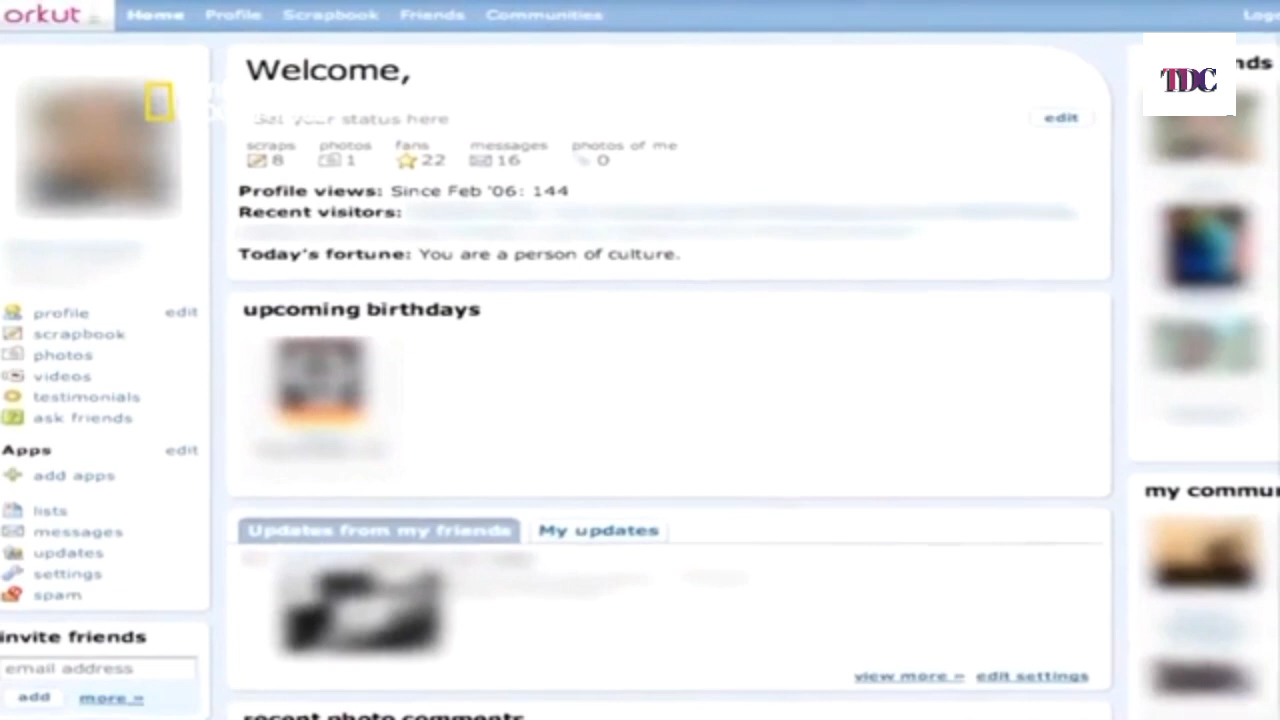 orkut Home Profile Scrapbook Friends Communities
TDC
Welcome,
Set your status here edit
scraps photos fans messages photos of me
8 1 22 16 0
Profile views: Since Feb '06: 144
Recent visitors:
Today's fortune: You are a person of culture.
profile edit
scrapbook
photos
videos
testimonials
ask friends
Apps edit
add apps
lists
messages
updates
settings
spam
invite friends
email address
add more »
upcoming birthdays
Updates from my friends My updates
view more » edit settings
recent photo comments
my commu